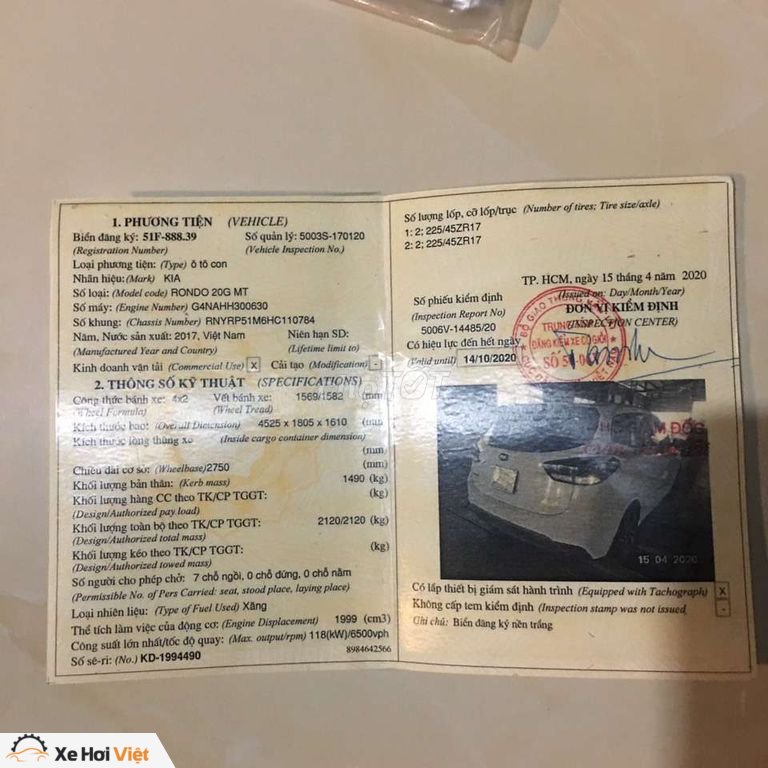 1. PHƯƠNG TIỆN (VEHICLE)
Biển đăng ký: 51F-888.39 Số quản lý: 5003S-170120
(Registration Number) (Vehicle Inspection No.)
Loại phương tiện: (Type) ô tô con
Nhãn hiệu: (Mark) KIA
Số loại: (Model code) RONDO 20G MT
Số máy: (Engine Number) G4NAHH300630
Số khung: (Chassis Number) RNYRP51M6HC110784
Năm, Nước sản xuất: 2017, Việt Nam Niên hạn SD:
(Manufactured Year and Country) (Lifetime limit to)
Kinh doanh vận tải (Commercial Use) X Cải tạo (Modification) -
2. THÔNG SỐ KỸ THUẬT (SPECIFICATIONS)
Công thức bánh xe: 4x2 Vết bánh xe: 1569/1582 (mm)
(Wheel Formula) (Wheel Tread)
Kích thước bao: (Overall Dimension) 4525 x 1805 x 1610 (mm)
Kích thước lòng thùng xe (Inside cargo container dimension)
(mm)
Chiều dài cơ sở: (Wheelbase) 2750 (mm)
Khối lượng bản thân: (Kerb mass) 1490 (kg)
Khối lượng hàng CC theo TK/CP TGGT: (kg)
(Design/Authorized pay load)
Khối lượng toàn bộ theo TK/CP TGGT: 2120/2120 (kg)
(Design/Authorized total mass)
Khối lượng kéo theo TK/CP TGGT: (kg)
(Design/Authorized towed mass)
Số người cho phép chở: 7 chỗ ngồi, 0 chỗ đứng, 0 chỗ nằm
(Permissible No. of Pers Carried: seat, stood place, laying place)
Loại nhiên liệu: (Type of Fuel Used) Xăng
Thể tích làm việc của động cơ: (Engine Displacement) 1999 (cm3)
Công suất lớn nhất/tốc độ quay: (Max. output/rpm) 118(kW)/6500vph
Số sê-ri: (No.) KD-1994490 8984642566
Số lượng lốp, cỡ lốp/trục (Number of tires; Tire size/axle)
1: 2; 225/45ZR17
2: 2; 225/45ZR17
TP. HCM, ngày 15 tháng 4 năm 2020
(Issued on: Day/Month/Year)
Số phiếu kiểm định ĐƠN VỊ KIỂM ĐỊNH
(Inspection Report No) (INSPECTION CENTER)
5006V-14485/20
Có hiệu lực đến hết ngày
(Valid until) 14/10/2020
BỘ GIAO THÔNG
TRUNG
ĐĂNG KIỂM XE CƠ GIỚI
SỐ
GIÁM ĐỐC
15 04 2020
Có lắp thiết bị giám sát hành trình (Equipped with Tachograph) X
Không cấp tem kiểm định (Inspection stamp was not issued) -
Ghi chú: Biển đăng ký nền trắng
Xe Hơi Việt